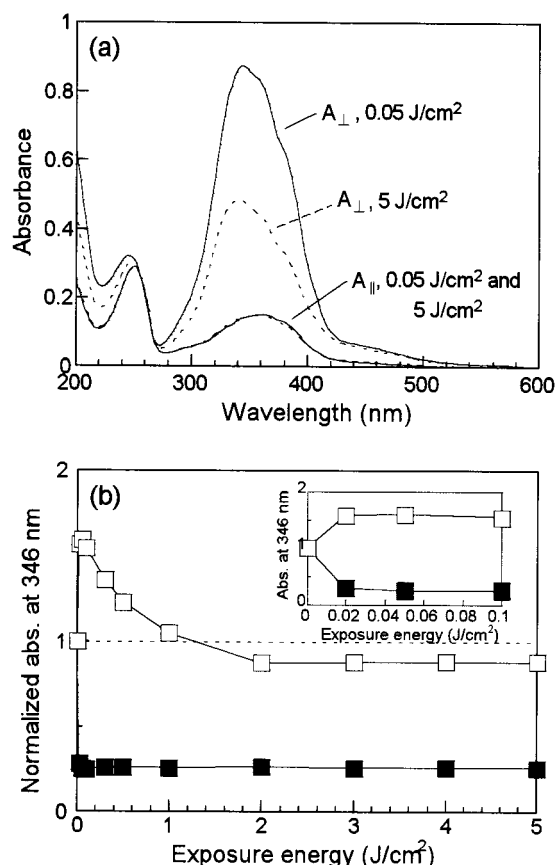 (a)
1
0.8
0.6
0.4
0.2
0
Absorbance
A⊥, 0.05 J/cm²
A⊥, 5 J/cm²
A∥, 0.05 J/cm² and
5 J/cm²
200 300 400 500 600
Wavelength (nm)
(b)
2
1
0
Normalized abs. at 346 nm
2
1
0
Abs. at 346 nm
0 0.02 0.04 0.06 0.08 0.1
Exposure energy (J/cm²)
0 1 2 3 4 5
Exposure energy (J/cm²)